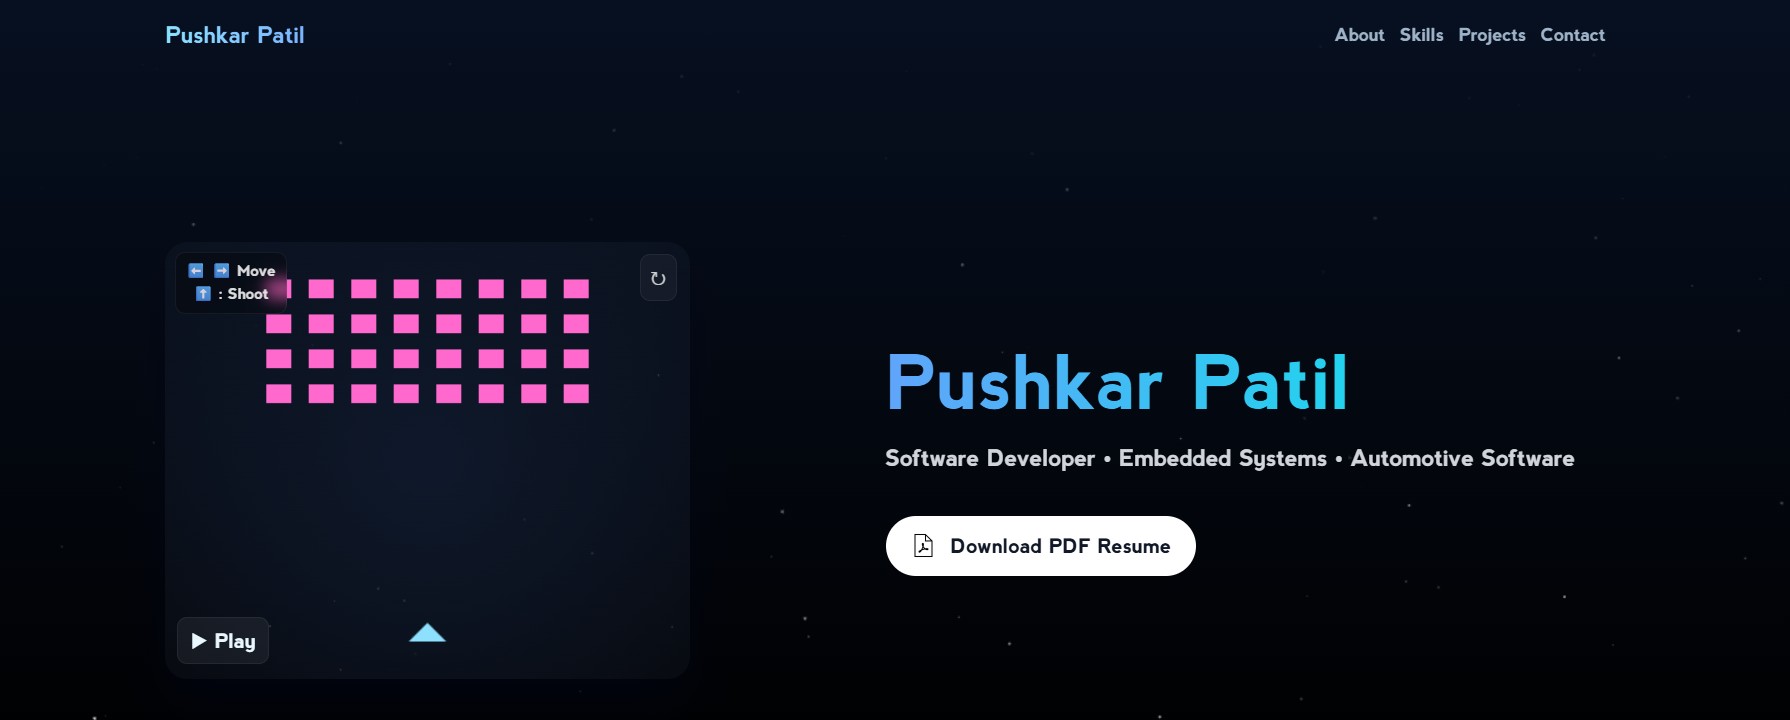 Pushkar Patil
About Skills Projects Contact
⬅️ ➡️ Move
⬆️ : Shoot
↻
Pushkar Patil
Software Developer • Embedded Systems • Automotive Software
Download PDF Resume
▶ Play